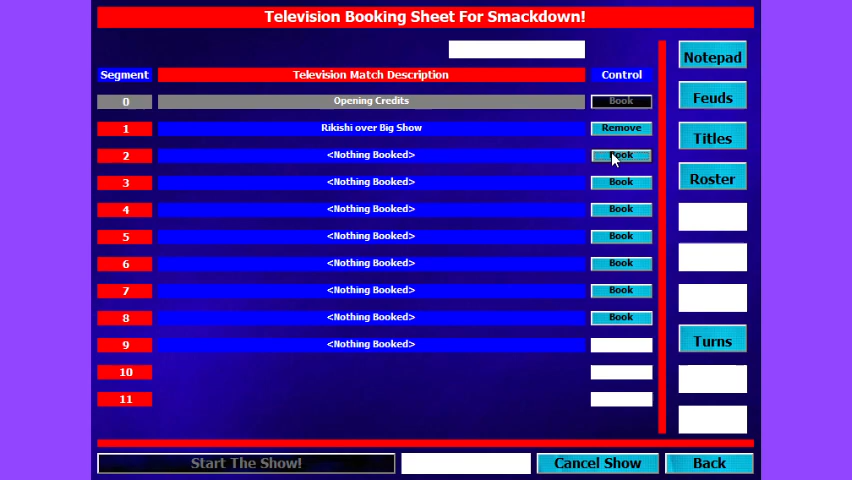 Television Booking Sheet For Smackdown!
Segment Television Match Description Control
0 Opening Credits Book
1 Rikishi over Big Show Remove
2 <Nothing Booked> Book
3 <Nothing Booked> Book
4 <Nothing Booked> Book
5 <Nothing Booked> Book
6 <Nothing Booked> Book
7 <Nothing Booked> Book
8 <Nothing Booked> Book
9 <Nothing Booked>
10
11
Notepad
Feuds
Titles
Roster
Turns
Start The Show! Cancel Show Back